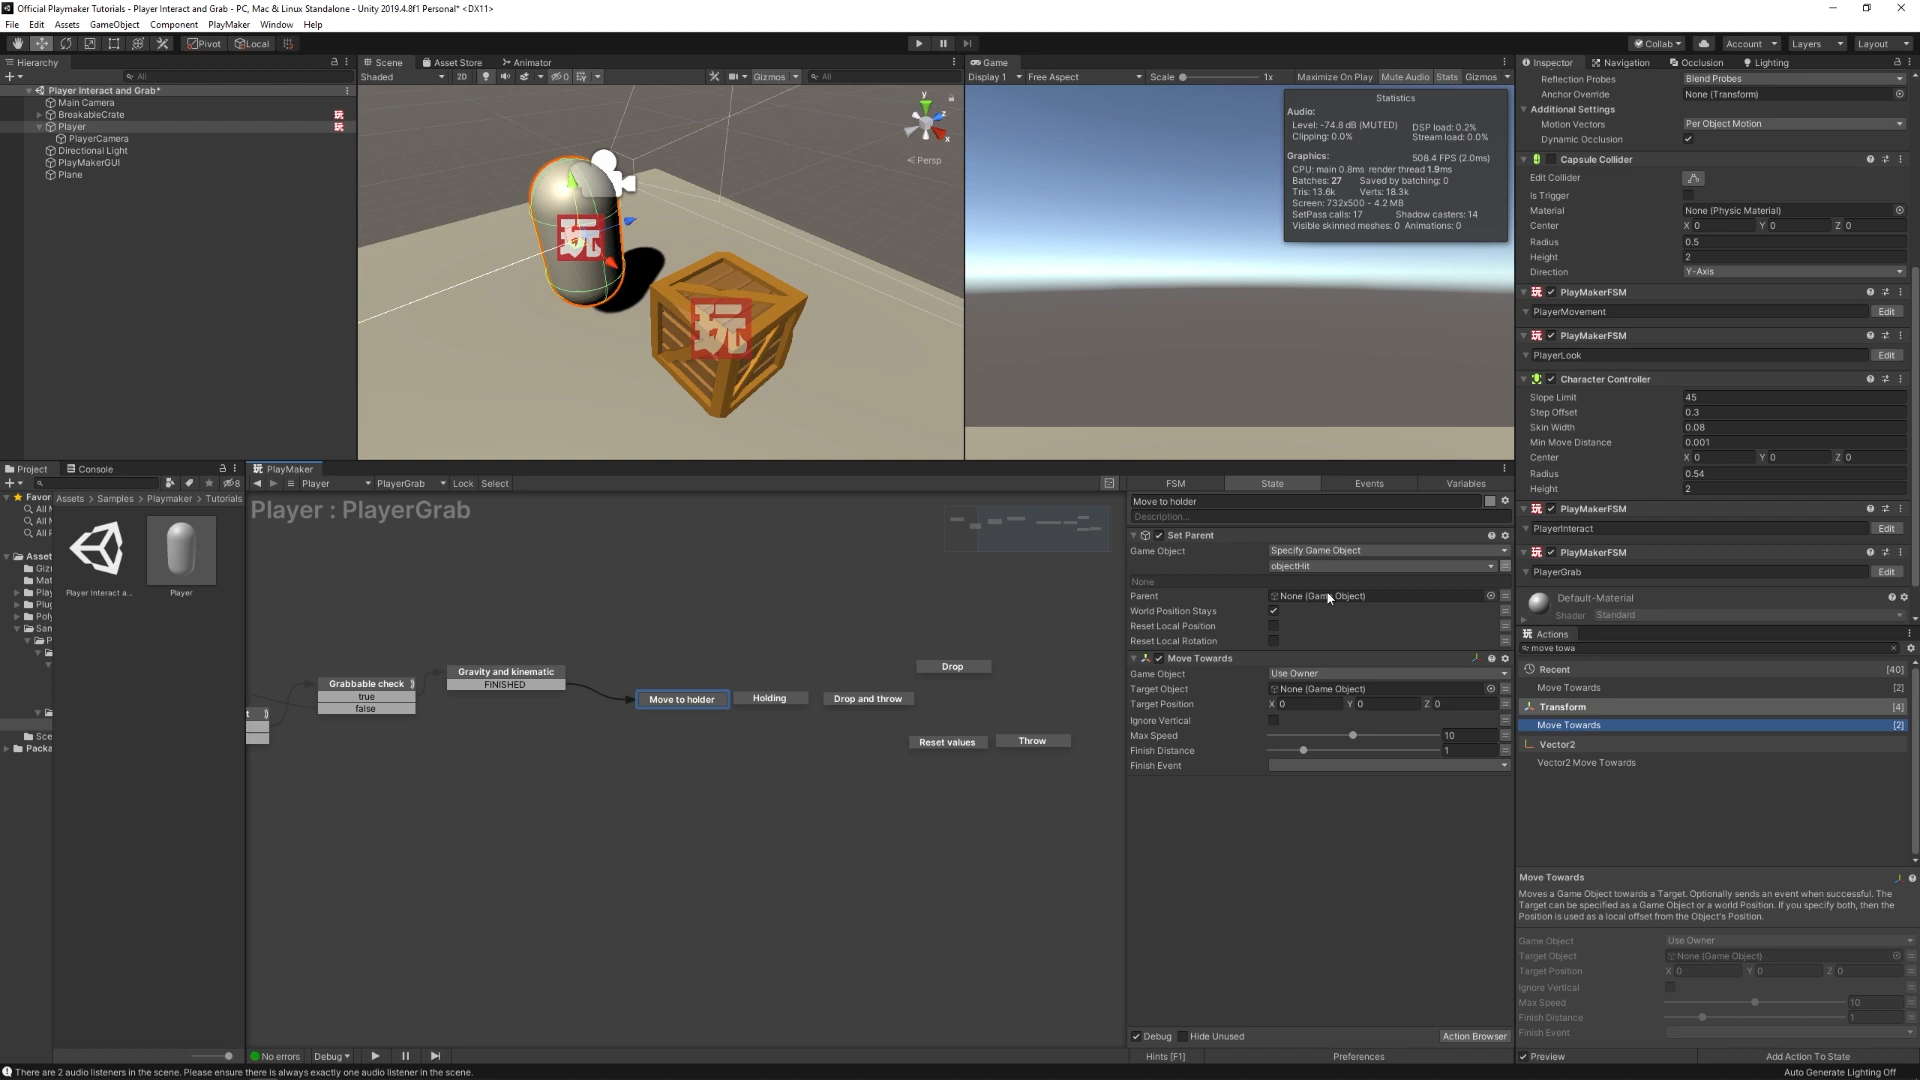 Official Playmaker Tutorials - Player Interact and Grab - PC, Mac & Linux Standalone - Unity 2019.4.8f1 Personal* <DX11>
File Edit Assets GameObject Component PlayMaker Window Help
Pivot Local Collab Account Layers Layout
Hierarchy
All
Player Interact and Grab*
Main Camera
BreakableCrate
Player
PlayerCamera
Directional Light
PlayMakerGUI
Plane
Scene Asset Store Animator
Shaded 2D 0 Gizmos All
y
x
z
Persp
玩
玩
Game
Display 1 Free Aspect Scale 1x Maximize On Play Mute Audio Stats Gizmos
Statistics
Audio:
Level: -74.8 dB (MUTED) DSP load: 0.2%
Clipping: 0.0% Stream load: 0.0%
Graphics: 508.4 FPS (2.0ms)
CPU: main 0.8ms render thread 1.9ms
Batches: 27 Saved by batching: 0
Tris: 13.6k Verts: 18.3k
Screen: 732x500 - 4.2 MB
SetPass calls: 17 Shadow casters: 14
Visible skinned meshes: 0 Animations: 0
Inspector Navigation Occlusion Lighting
Reflection Probes Blend Probes
Anchor Override None (Transform)
Additional Settings
Motion Vectors Per Object Motion
Dynamic Occlusion
Capsule Collider
Edit Collider
Is Trigger
Material None (Physic Material)
Center X 0 Y 0 Z 0
Radius 0.5
Height 2
Direction Y-Axis
玩 PlayMakerFSM
PlayerMovement Edit
玩 PlayMakerFSM
PlayerLook Edit
Character Controller
Slope Limit 45
Step Offset 0.3
Skin Width 0.08
Min Move Distance 0.001
Center X 0 Y 0 Z 0
Radius 0.54
Height 2
玩 PlayMakerFSM
PlayerInteract Edit
玩 PlayMakerFSM
PlayerGrab Edit
Default-Material
Shader Standard
Project Console
8
Favor
All M
All M
All P
Assets > Samples > Playmaker > Tutorials
Asset
Giz
Mat
Play
Plug
Poly
San
P
Sce
Packa
Player Interact a...
Player
玩 PlayMaker
Player PlayerGrab Lock Select
Player : PlayerGrab
Grabbable check
true
false
Gravity and kinematic
FINISHED
Move to holder
Holding
Drop and throw
Drop
Reset values
Throw
No errors Debug
FSM State Events Variables
Move to holder
Description...
Set Parent
Game Object Specify Game Object
objectHit
None
Parent None (Game Object)
World Position Stays
Reset Local Position
Reset Local Rotation
Move Towards
Game Object Use Owner
Target Object None (Game Object)
Target Position X 0 Y 0 Z 0
Ignore Vertical
Max Speed 10
Finish Distance 1
Finish Event
Debug Hide Unused Action Browser
Hints [F1] Preferences
Actions
move towa
Recent [40]
Move Towards [2]
Transform [4]
Move Towards [2]
Vector2
Vector2 Move Towards
Move Towards
Moves a Game Object towards a Target. Optionally sends an event when successful. The
Target can be specified as a Game Object or a world Position. If you specify both, then the
Position is used as a local offset from the Object's Position.
Game Object Use Owner
Target Object None (Game Object)
Target Position X 0 Y 0 Z 0
Ignore Vertical
Max Speed 10
Finish Distance 1
Finish Event
Preview Add Action To State
There are 2 audio listeners in the scene. Please ensure there is always exactly one audio listener in the scene.
Auto Generate Lighting Off